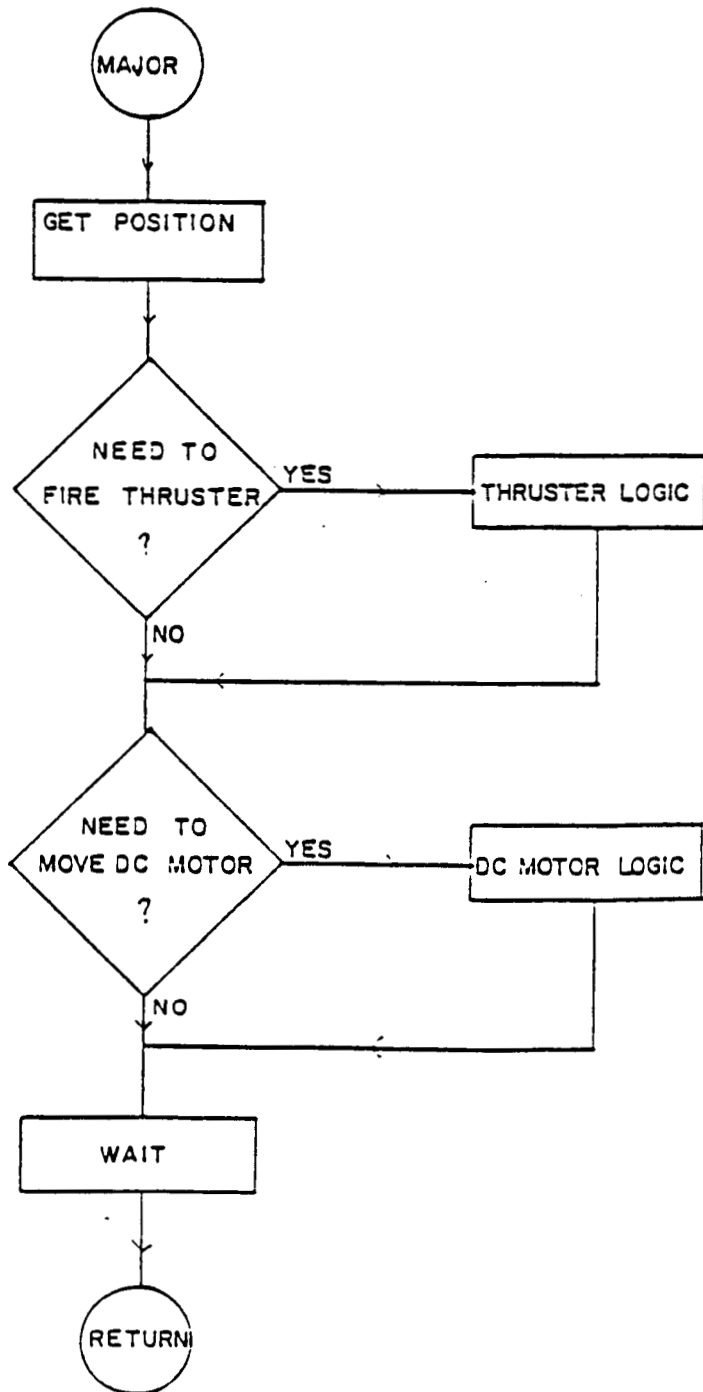 MAJOR
GET POSITION
NEED TO
FIRE THRUSTER
?
YES
THRUSTER LOGIC
NO
NEED TO
MOVE DC MOTOR
?
YES
DC MOTOR LOGIC
NO
WAIT
RETURN